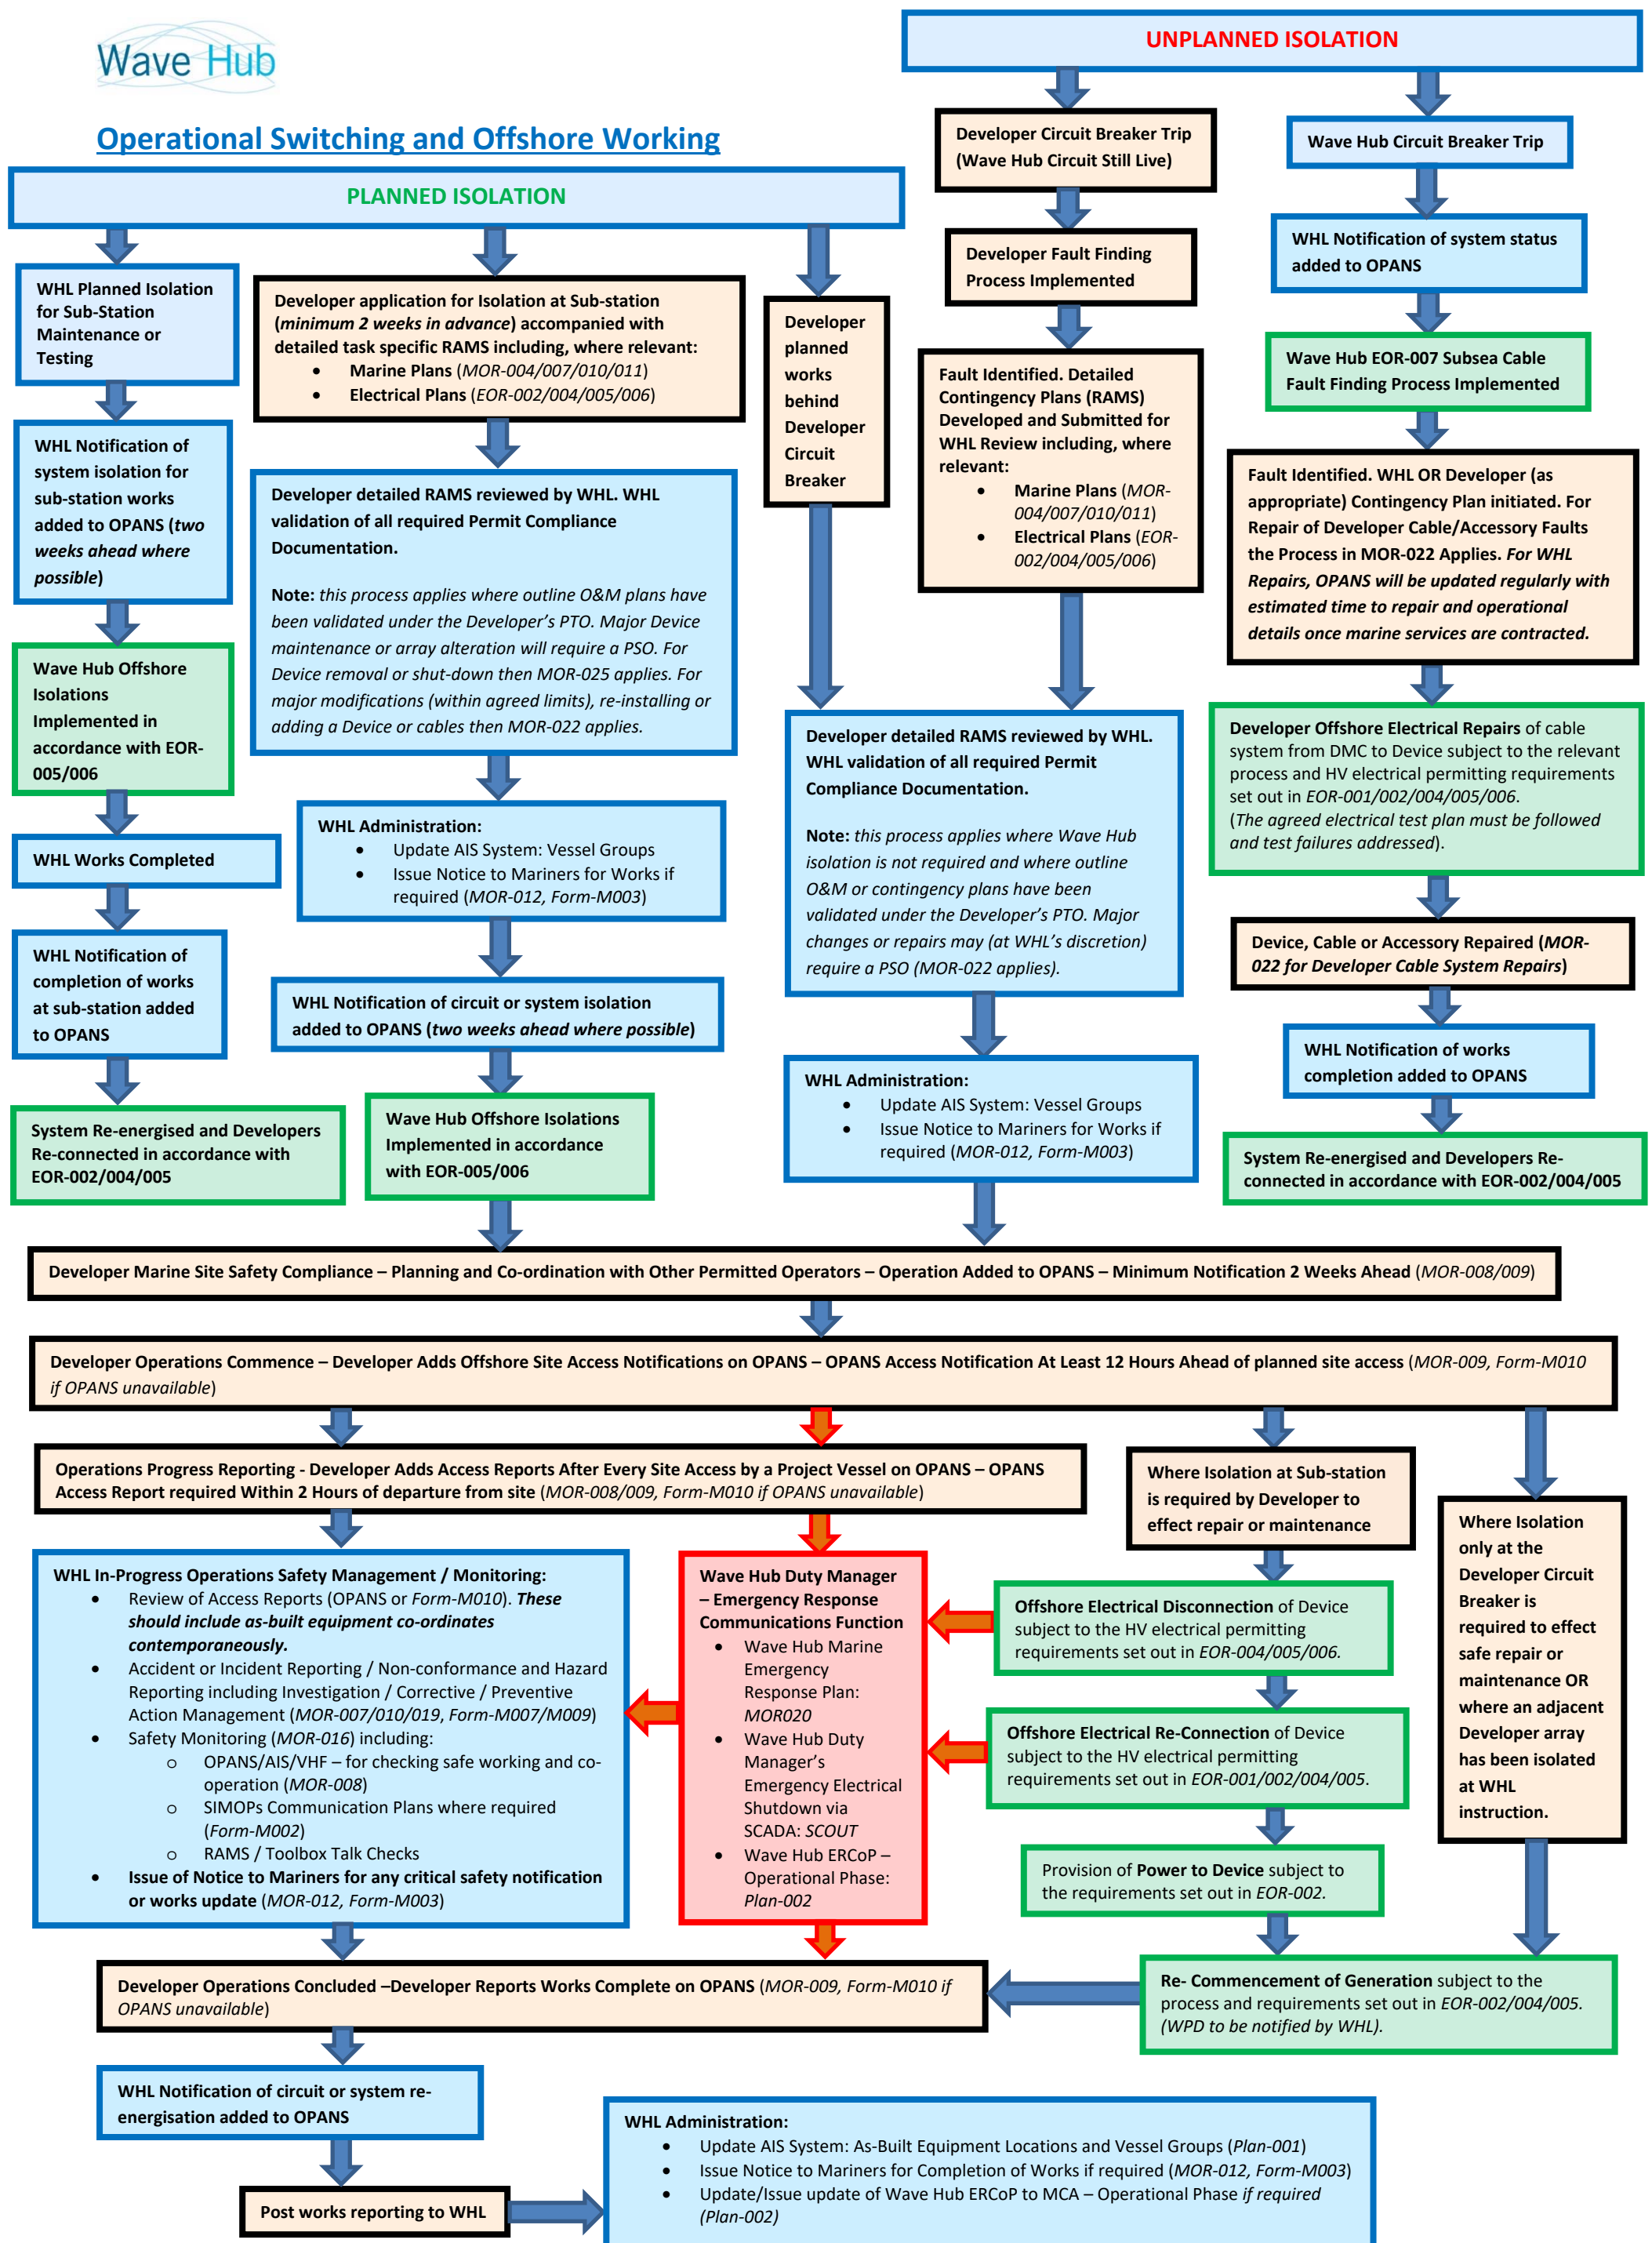 Wave Hub
Operational Switching and Offshore Working
UNPLANNED ISOLATION
PLANNED ISOLATION
WHL Planned Isolation
for Sub-Station
Maintenance or
Testing
WHL Notification of
system isolation for
sub-station works
added to OPANS (two
weeks ahead where
possible)
Wave Hub Offshore
Isolations
Implemented in
accordance with EOR-
005/006
WHL Works Completed
WHL Notification of
completion of works
at sub-station added
to OPANS
System Re-energised and Developers
Re-connected in accordance with
EOR-002/004/005
Developer application for Isolation at Sub-station
(minimum 2 weeks in advance) accompanied with
detailed task specific RAMS including, where relevant:
• Marine Plans (MOR-004/007/010/011)
• Electrical Plans (EOR-002/004/005/006)
Developer detailed RAMS reviewed by WHL. WHL
validation of all required Permit Compliance
Documentation.
Note: this process applies where outline O&M plans have
been validated under the Developer's PTO. Major Device
maintenance or array alteration will require a PSO. For
Device removal or shut-down then MOR-025 applies. For
major modifications (within agreed limits), re-installing or
adding a Device or cables then MOR-022 applies.
WHL Administration:
• Update AIS System: Vessel Groups
• Issue Notice to Mariners for Works if
required (MOR-012, Form-M003)
WHL Notification of circuit or system isolation
added to OPANS (two weeks ahead where possible)
Wave Hub Offshore Isolations
Implemented in accordance
with EOR-005/006
Developer
planned
works
behind
Developer
Circuit
Breaker
Developer Circuit Breaker Trip
(Wave Hub Circuit Still Live)
Developer Fault Finding
Process Implemented
Fault Identified. Detailed
Contingency Plans (RAMS)
Developed and Submitted for
WHL Review including, where
relevant:
• Marine Plans (MOR-
004/007/010/011)
• Electrical Plans (EOR-
002/004/005/006)
Developer detailed RAMS reviewed by WHL.
WHL validation of all required Permit
Compliance Documentation.
Note: this process applies where Wave Hub
isolation is not required and where outline
O&M or contingency plans have been
validated under the Developer's PTO. Major
changes or repairs may (at WHL's discretion)
require a PSO (MOR-022 applies).
WHL Administration:
• Update AIS System: Vessel Groups
• Issue Notice to Mariners for Works if
required (MOR-012, Form-M003)
Wave Hub Circuit Breaker Trip
WHL Notification of system status
added to OPANS
Wave Hub EOR-007 Subsea Cable
Fault Finding Process Implemented
Fault Identified. WHL OR Developer (as
appropriate) Contingency Plan initiated. For
Repair of Developer Cable/Accessory Faults
the Process in MOR-022 Applies. For WHL
Repairs, OPANS will be updated regularly with
estimated time to repair and operational
details once marine services are contracted.
Developer Offshore Electrical Repairs of cable
system from DMC to Device subject to the relevant
process and HV electrical permitting requirements
set out in EOR-001/002/004/005/006.
(The agreed electrical test plan must be followed
and test failures addressed).
Device, Cable or Accessory Repaired (MOR-
022 for Developer Cable System Repairs)
WHL Notification of works
completion added to OPANS
System Re-energised and Developers Re-
connected in accordance with EOR-002/004/005
Developer Marine Site Safety Compliance – Planning and Co-ordination with Other Permitted Operators – Operation Added to OPANS – Minimum Notification 2 Weeks Ahead (MOR-008/009)
Developer Operations Commence – Developer Adds Offshore Site Access Notifications on OPANS – OPANS Access Notification At Least 12 Hours Ahead of planned site access (MOR-009, Form-M010
if OPANS unavailable)
Operations Progress Reporting - Developer Adds Access Reports After Every Site Access by a Project Vessel on OPANS – OPANS
Access Report required Within 2 Hours of departure from site (MOR-008/009, Form-M010 if OPANS unavailable)
WHL In-Progress Operations Safety Management / Monitoring:
• Review of Access Reports (OPANS or Form-M010). These
should include as-built equipment co-ordinates
contemporaneously.
• Accident or Incident Reporting / Non-conformance and Hazard
Reporting including Investigation / Corrective / Preventive
Action Management (MOR-007/010/019, Form-M007/M009)
• Safety Monitoring (MOR-016) including:
o OPANS/AIS/VHF – for checking safe working and co-
operation (MOR-008)
o SIMOPs Communication Plans where required
(Form-M002)
o RAMS / Toolbox Talk Checks
• Issue of Notice to Mariners for any critical safety notification
or works update (MOR-012, Form-M003)
Wave Hub Duty Manager
– Emergency Response
Communications Function
• Wave Hub Marine
Emergency
Response Plan:
MOR020
• Wave Hub Duty
Manager's
Emergency Electrical
Shutdown via
SCADA: SCOUT
• Wave Hub ERCoP –
Operational Phase:
Plan-002
Where Isolation at Sub-station
is required by Developer to
effect repair or maintenance
Offshore Electrical Disconnection of Device
subject to the HV electrical permitting
requirements set out in EOR-004/005/006.
Offshore Electrical Re-Connection of Device
subject to the HV electrical permitting
requirements set out in EOR-001/002/004/005.
Provision of Power to Device subject to
the requirements set out in EOR-002.
Where Isolation
only at the
Developer Circuit
Breaker is
required to effect
safe repair or
maintenance OR
where an adjacent
Developer array
has been isolated
at WHL
instruction.
Re- Commencement of Generation subject to the
process and requirements set out in EOR-002/004/005.
(WPD to be notified by WHL).
Developer Operations Concluded –Developer Reports Works Complete on OPANS (MOR-009, Form-M010 if
OPANS unavailable)
WHL Notification of circuit or system re-
energisation added to OPANS
Post works reporting to WHL
WHL Administration:
• Update AIS System: As-Built Equipment Locations and Vessel Groups (Plan-001)
• Issue Notice to Mariners for Completion of Works if required (MOR-012, Form-M003)
• Update/Issue update of Wave Hub ERCoP to MCA – Operational Phase if required
(Plan-002)